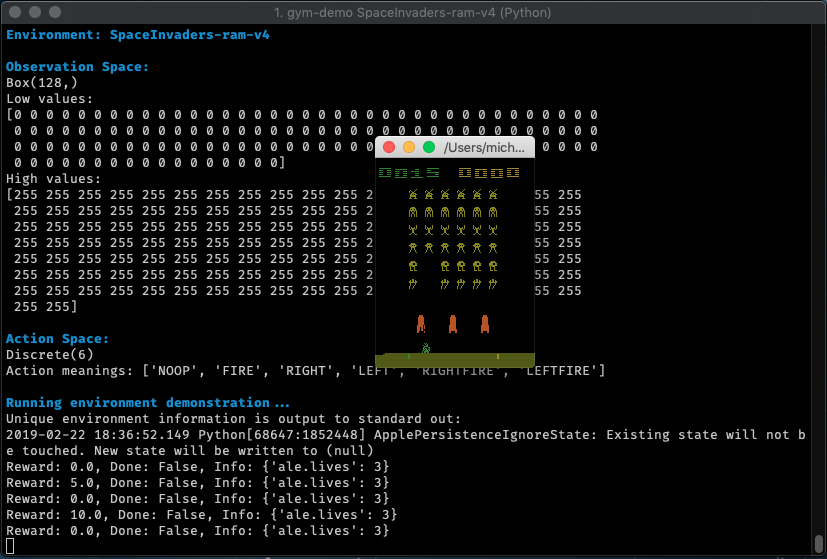 1. gym-demo SpaceInvaders-ram-v4 (Python)
Environment: SpaceInvaders-ram-v4
Observation Space:
Box(128,)
Low values:
[0 0 0 0 0 0 0 0 0 0 0 0 0 0 0 0 0 0 0 0 0 0 0 0 0 0 0 0 0 0 0 0 0 0 0 0 0
0 0 0 0 0 0 0 0 0 0 0 0 0 0 0 0 0 0 0 0 0 0 0 0 0 0 0 0 0 0 0 0 0 0 0 0 0
0 0 0 0 0 0 0 0 0 0 0 0 0 0 0 0 0 0 0 0 0 0 0 0 0 0 0
0 0 0 0 0 0 0 0 0 0 0 0 0 0 0 0 0]
High values:
[255 255 255 255 255 255 255 255 255 255 255 2 55 255
255 255 255 255 255 255 255 255 255 255 255 2 55 255
255 255 255 255 255 255 255 255 255 255 255 2 55 255
255 255 255 255 255 255 255 255 255 255 255 2 55 255
255 255 255 255 255 255 255 255 255 255 255 2 55 255
255 255 255 255 255 255 255 255 255 255 255 2 55 255
255 255 255 255 255 255 255 255 255 255 255 2 55 255
255 255]
/Users/mich...
0015 0000
Action Space:
Discrete(6)
Action meanings: ['NOOP', 'FIRE', 'RIGHT', 'LEFT', 'RIGHTFIRE', 'LEFTFIRE']
Running environment demonstration...
Unique environment information is output to standard out:
2019-02-22 18:36:52.149 Python[68647:1852448] ApplePersistenceIgnoreState: Existing state will not b
e touched. New state will be written to (null)
Reward: 0.0, Done: False, Info: {'ale.lives': 3}
Reward: 5.0, Done: False, Info: {'ale.lives': 3}
Reward: 0.0, Done: False, Info: {'ale.lives': 3}
Reward: 10.0, Done: False, Info: {'ale.lives': 3}
Reward: 0.0, Done: False, Info: {'ale.lives': 3}